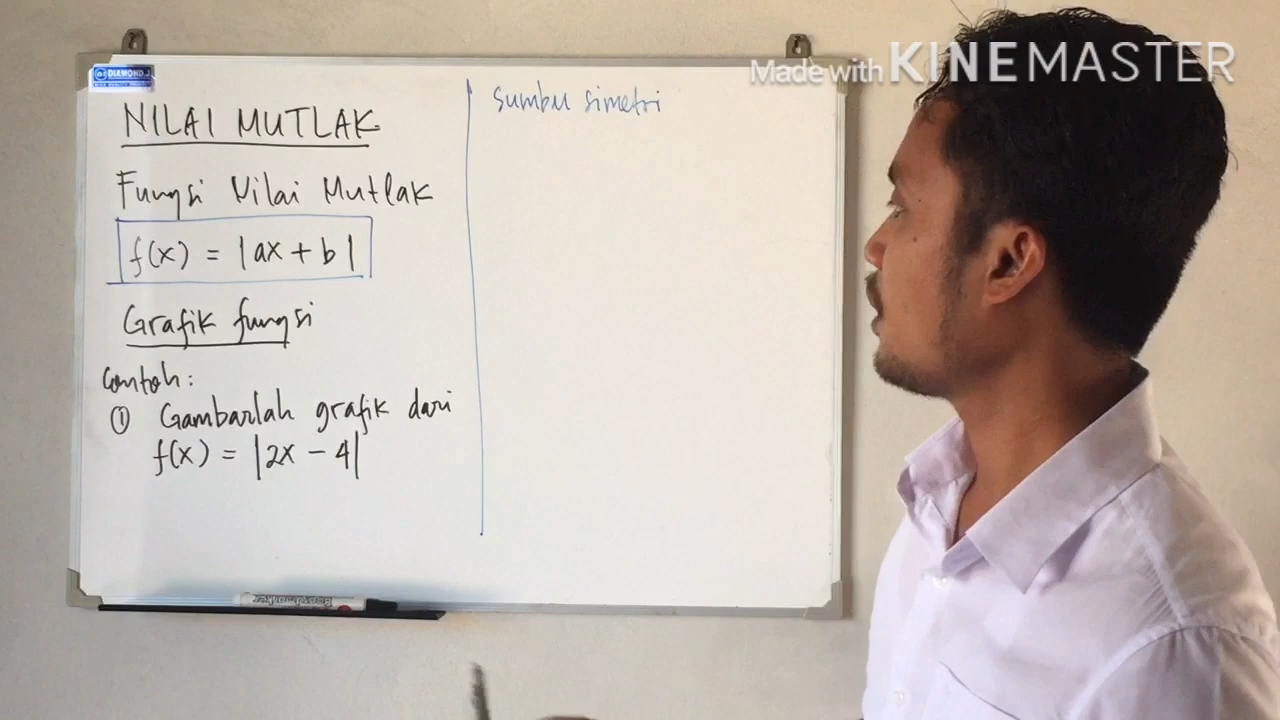 Made with KINEMASTER
DIAMOND.J
NILAI MUTLAK
Fungsi Nilai Mutlak
f(x) = |ax + b|
Grafik fungsi
Contoh:
① Gambarlah grafik dari
f(x) = |2x - 4|
Sumbu simetri